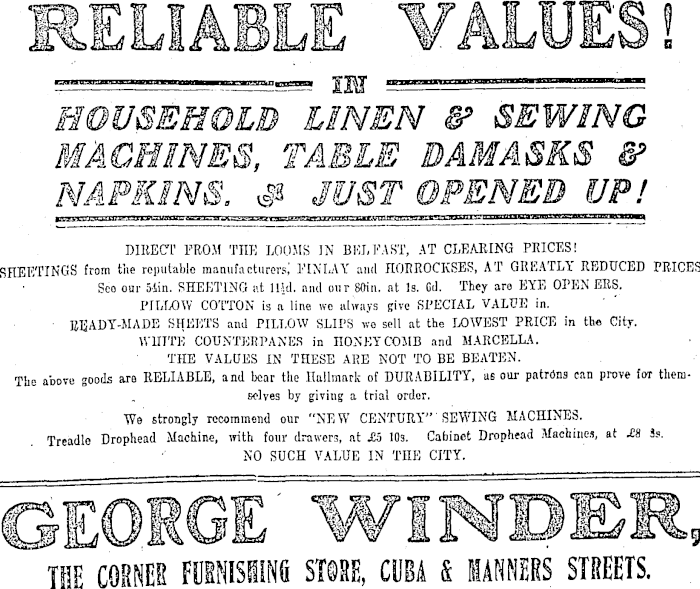 RELIABLE VALUES!
IN
HOUSEHOLD LINEN & SEWING
MACHINES, TABLE DAMASKS &
NAPKINS. JUST OPENED UP!
DIRECT FROM THE LOOMS IN BELFAST, AT CLEARING PRICES!
SHEETINGS from the reputable manufacturers, FINLAY and HORROCKSES, AT GREATLY REDUCED PRICES
See our 54in. SHEETING at 11½d. and our 80in. at 1s. 6d. They are EYE OPENERS.
PILLOW COTTON is a line we always give SPECIAL VALUE in.
READY-MADE SHEETS and PILLOW SLIPS we sell at the LOWEST PRICE in the City.
WHITE COUNTERPANES in HONEYCOMB and MARCELLA.
THE VALUES IN THESE ARE NOT TO BE BEATEN.
The above goods are RELIABLE, and bear the Hallmark of DURABILITY, as our patrons can prove for them-
selves by giving a trial order.
We strongly recommend our "NEW CENTURY" SEWING MACHINES.
Treadle Drophead Machine, with four drawers, at £5 10s. Cabinet Drophead Machines, at £8 8s.
NO SUCH VALUE IN THE CITY.
GEORGE WINDER,
THE CORNER FURNISHING STORE, CUBA & MANNERS STREETS.